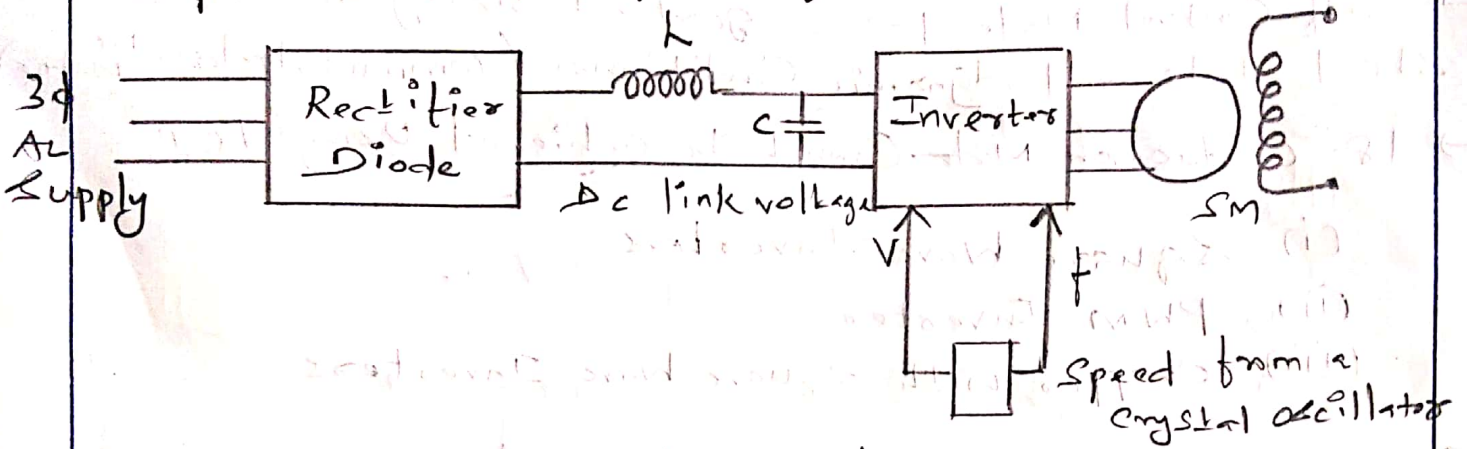 3ϕ
AC
Supply
Rectifier
Diode
L
C
Dc link voltage
Inverter
SM
V
f
Speed from a
Crystal oscillator